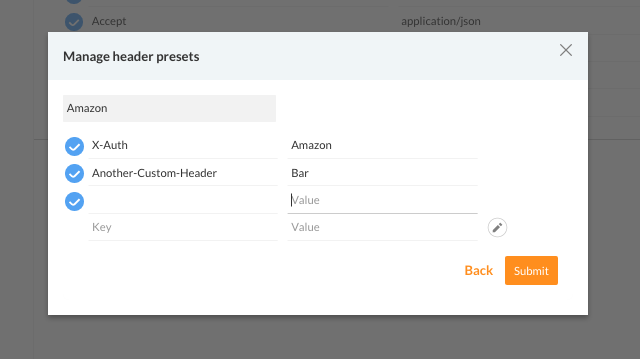 Accept application/json
Manage header presets
Amazon
X-Auth Amazon
Another-Custom-Header Bar
Value
Key Value
Back Submit